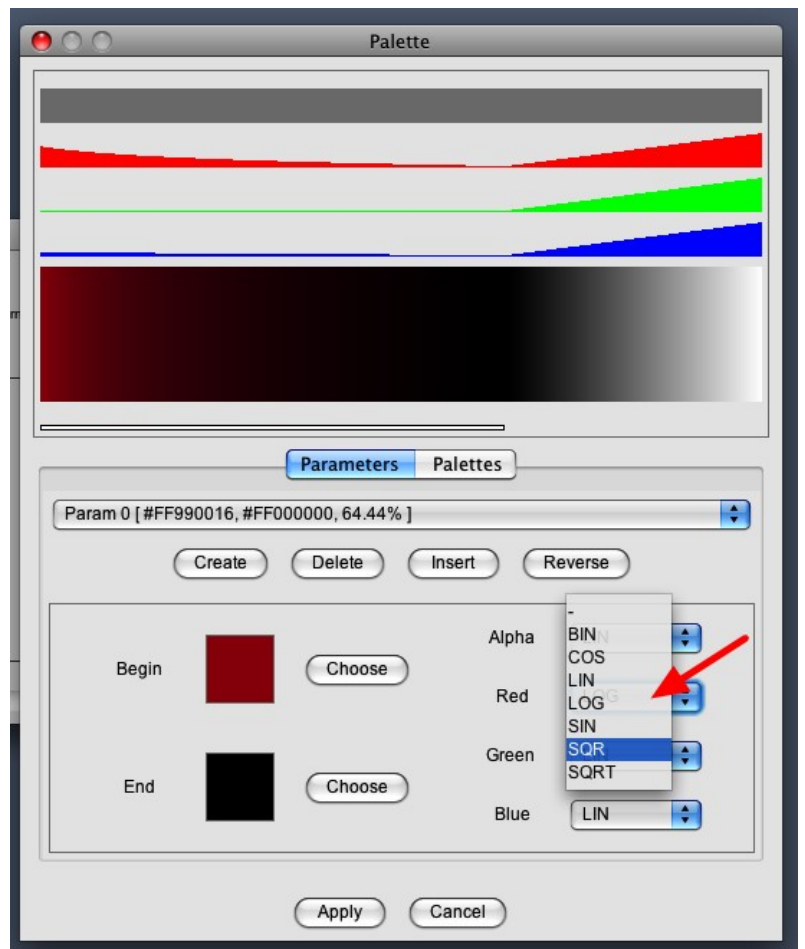 Palette
Parameters Palettes
Param 0 [ #FF990016, #FF000000, 64.44% ]
Create Delete Insert Reverse
Begin
Choose
End
Choose
Alpha
Red
LOG
Green
Blue
LIN
-
BIN
COS
LIN
LOG
SIN
SQR
SQRT
Apply Cancel